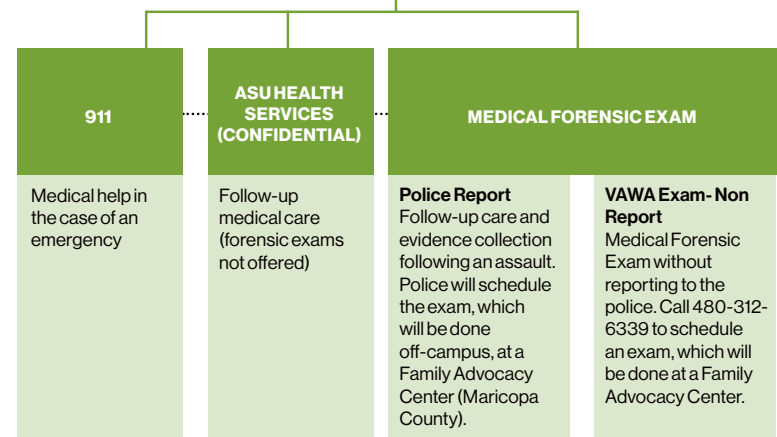 911
ASU HEALTH
SERVICES
(CONFIDENTIAL)
MEDICAL FORENSIC EXAM
Medical help in
the case of an
emergency
Follow-up
medical care
(forensic exams
not offered)
Police Report
Follow-up care and
evidence collection
following an assault.
Police will schedule
the exam, which
will be done
off-campus, at a
Family Advocacy
Center (Maricopa
County).
VAWA Exam- Non
Report
Medical Forensic
Exam without
reporting to the
police. Call 480-312-
6339 to schedule
an exam, which will
be done at a Family
Advocacy Center.